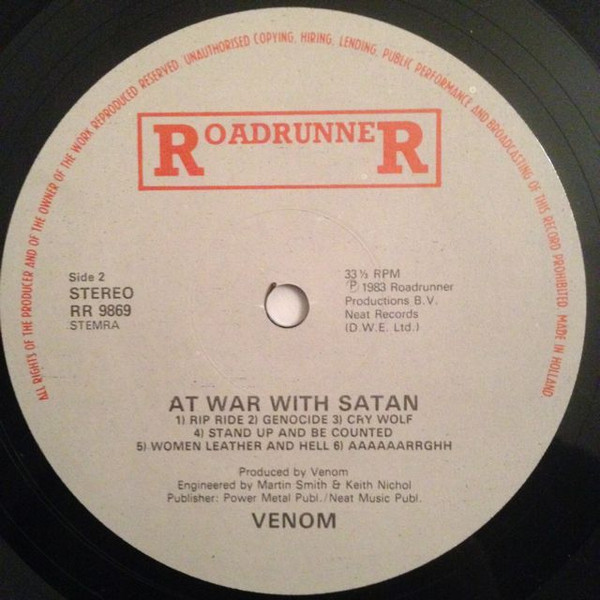 ALL RIGHTS OF THE PRODUCER AND OF THE OWNER OF THE WORK REPRODUCED RESERVED. UNAUTHORISED COPYING, HIRING, LENDING, PUBLIC PERFORMANCE AND BROADCASTING OF THIS RECORD PROHIBITED MADE IN HOLLAND
ROADRUNNER
Side 2
STEREO
RR 9869
STEMRA
33⅓ RPM
Ⓟ 1983 Roadrunner
Productions B.V.
Neat Records
(D.W.E. Ltd.)
AT WAR WITH SATAN
1) RIP RIDE 2) GENOCIDE 3) CRY WOLF
4) STAND UP AND BE COUNTED
5) WOMEN LEATHER AND HELL 6) AAAAAARRGHH
Produced by Venom
Engineered by Martin Smith & Keith Nichol
Publisher: Power Metal Publ./Neat Music Publ.
VENOM